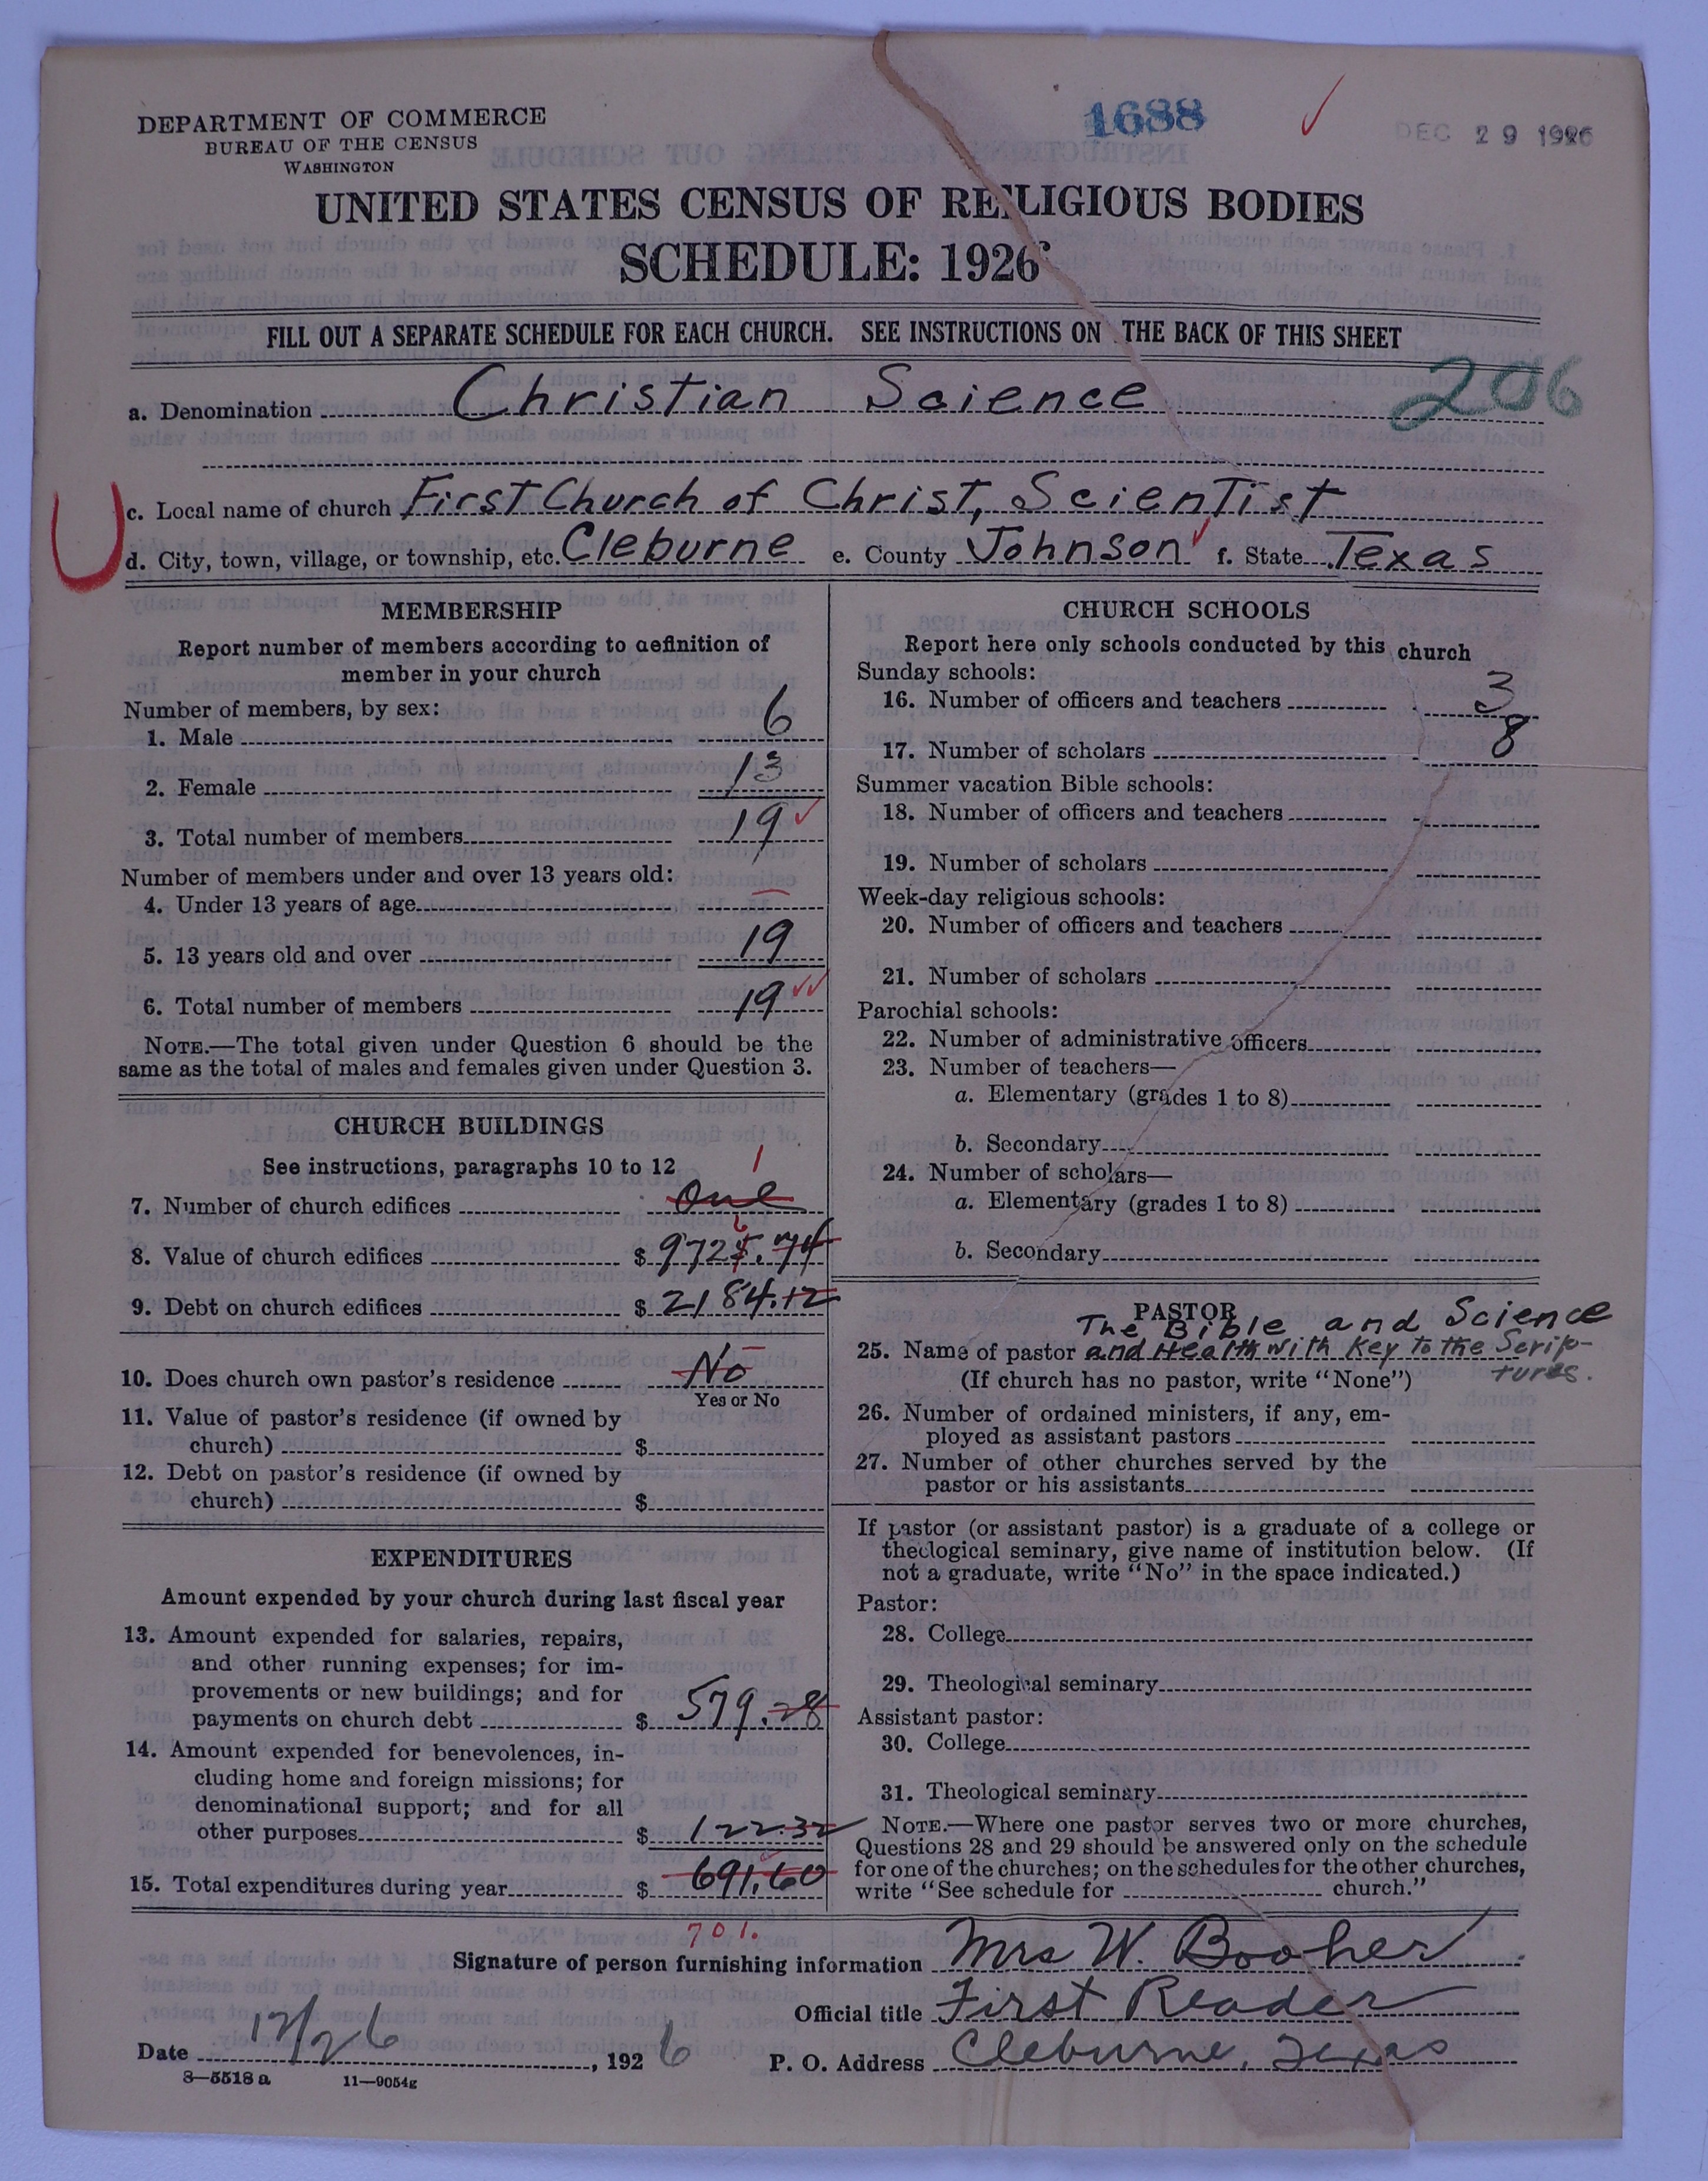 DEPARTMENT OF COMMERCE
BUREAU OF THE CENSUS
WASHINGTON
1688
DEC 29 1926
UNITED STATES CENSUS OF RELIGIOUS BODIES
SCHEDULE: 1926
FILL OUT A SEPARATE SCHEDULE FOR EACH CHURCH. SEE INSTRUCTIONS ON THE BACK OF THIS SHEET
206
a. Denomination Christian Science
c. Local name of church First Church of Christ, Scientist
d. City, town, village, or township, etc. Cleburne e. County Johnson f. State Texas
MEMBERSHIP
Report number of members according to definition of
member in your church
Number of members, by sex:
1. Male 6
2. Female 13
3. Total number of members 19
Number of members under and over 13 years old:
4. Under 13 years of age
5. 13 years old and over 19
6. Total number of members 19
NOTE.—The total given under Question 6 should be the
same as the total of males and females given under Question 3.
CHURCH BUILDINGS
See instructions, paragraphs 10 to 12
1
7. Number of church edifices One
6
8. Value of church edifices $ 9725.74
9. Debt on church edifices $ 2184.12
10. Does church own pastor's residence No
Yes or No
11. Value of pastor's residence (if owned by
church) $
12. Debt on pastor's residence (if owned by
church) $
EXPENDITURES
Amount expended by your church during last fiscal year
13. Amount expended for salaries, repairs,
and other running expenses; for im-
provements or new buildings; and for
payments on church debt $ 579.28
14. Amount expended for benevolences, in-
cluding home and foreign missions; for
denominational support; and for all
other purposes $ 122.32
15. Total expenditures during year $ 691.60
701.
CHURCH SCHOOLS
Report here only schools conducted by this church
Sunday schools:
16. Number of officers and teachers 3
17. Number of scholars 8
Summer vacation Bible schools:
18. Number of officers and teachers
19. Number of scholars
Week-day religious schools:
20. Number of officers and teachers
21. Number of scholars
Parochial schools:
22. Number of administrative officers
23. Number of teachers—
a. Elementary (grades 1 to 8)
b. Secondary
24. Number of scholars—
a. Elementary (grades 1 to 8)
b. Secondary
PASTOR
The Bible and Science
25. Name of pastor and Health with Key to the Scrip-
tures.
(If church has no pastor, write "None")
26. Number of ordained ministers, if any, em-
ployed as assistant pastors
27. Number of other churches served by the
pastor or his assistants
If pastor (or assistant pastor) is a graduate of a college or
theological seminary, give name of institution below. (If
not a graduate, write "No" in the space indicated.)
Pastor:
28. College
29. Theological seminary
Assistant pastor:
30. College
31. Theological seminary
NOTE.—Where one pastor serves two or more churches,
Questions 28 and 29 should be answered only on the schedule
for one of the churches; on the schedules for the other churches,
write "See schedule for church."
Signature of person furnishing information Mrs W. Booher
Official title First Reader
Date 12/26, 1926 P. O. Address Cleburne, Texas
8—5518 a 11—9054g